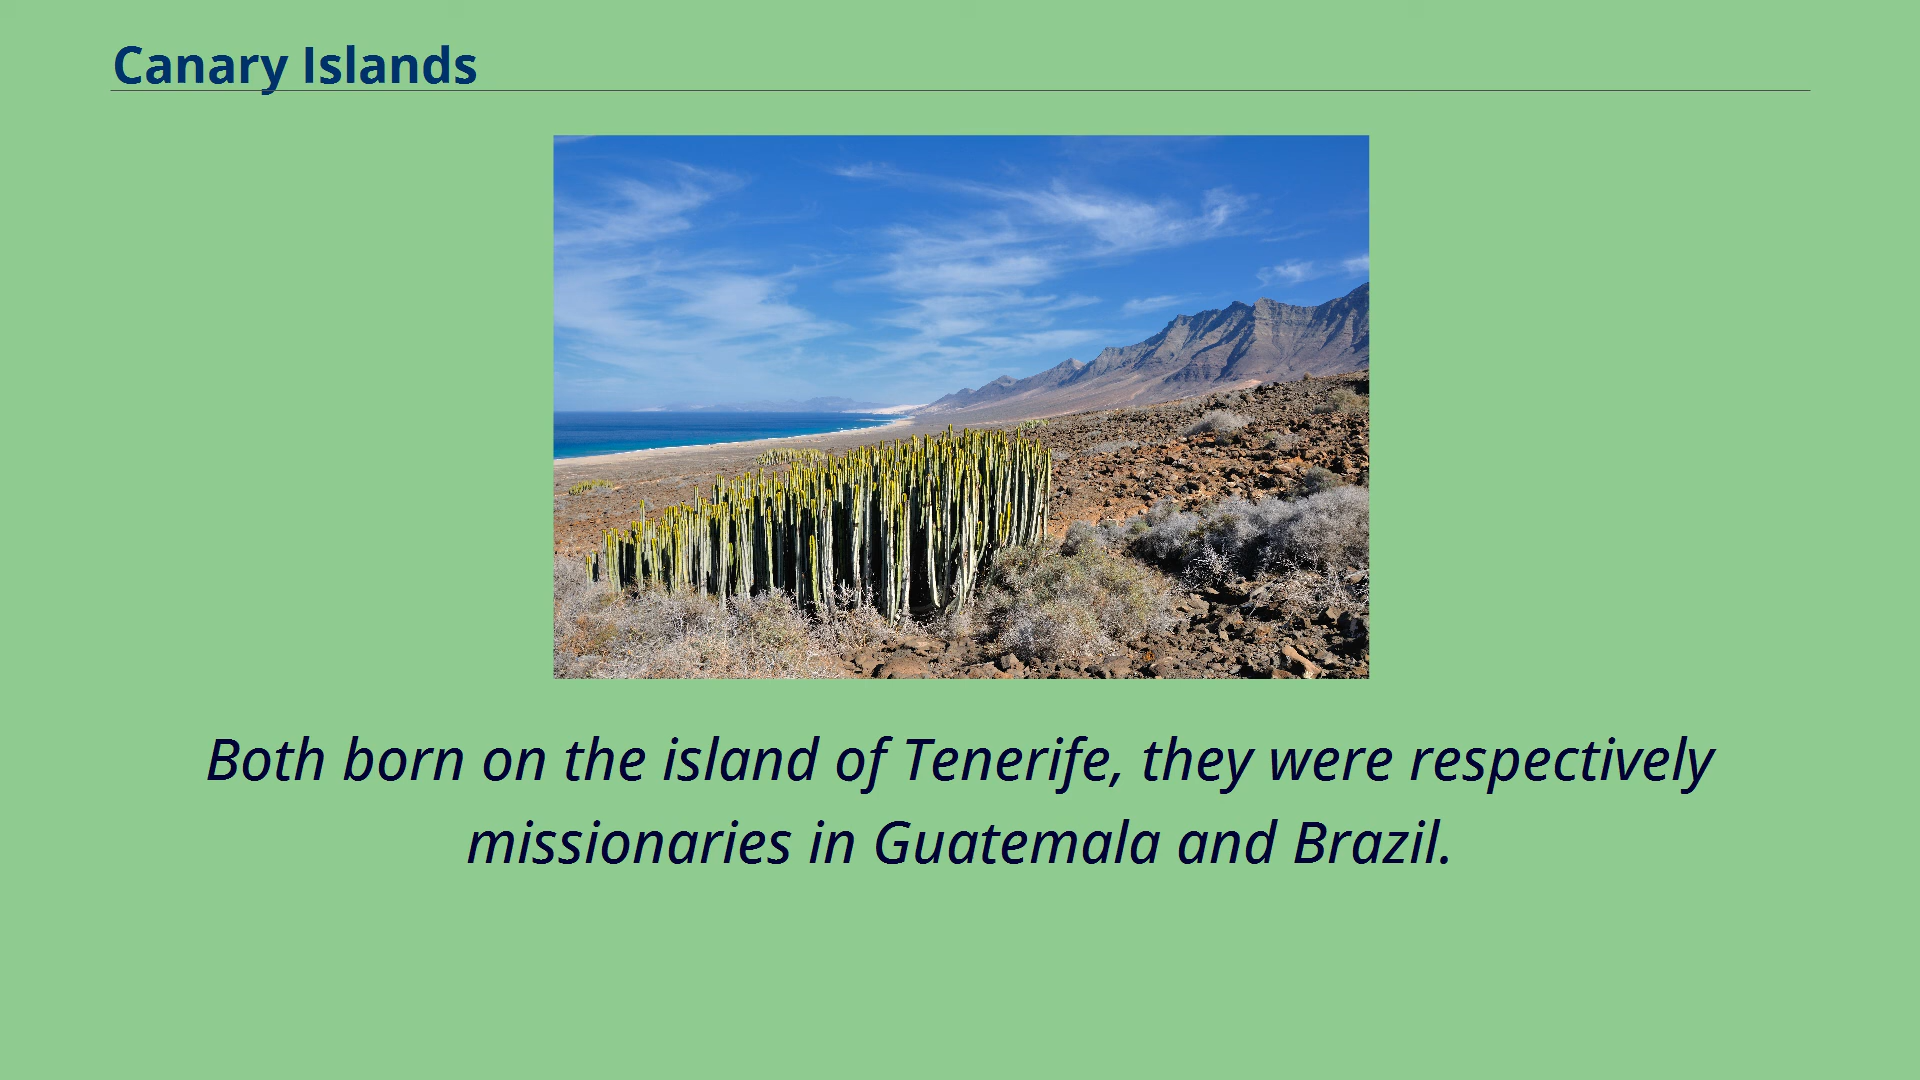 Canary Islands
Both born on the island of Tenerife, they were respectively
missionaries in Guatemala and Brazil.